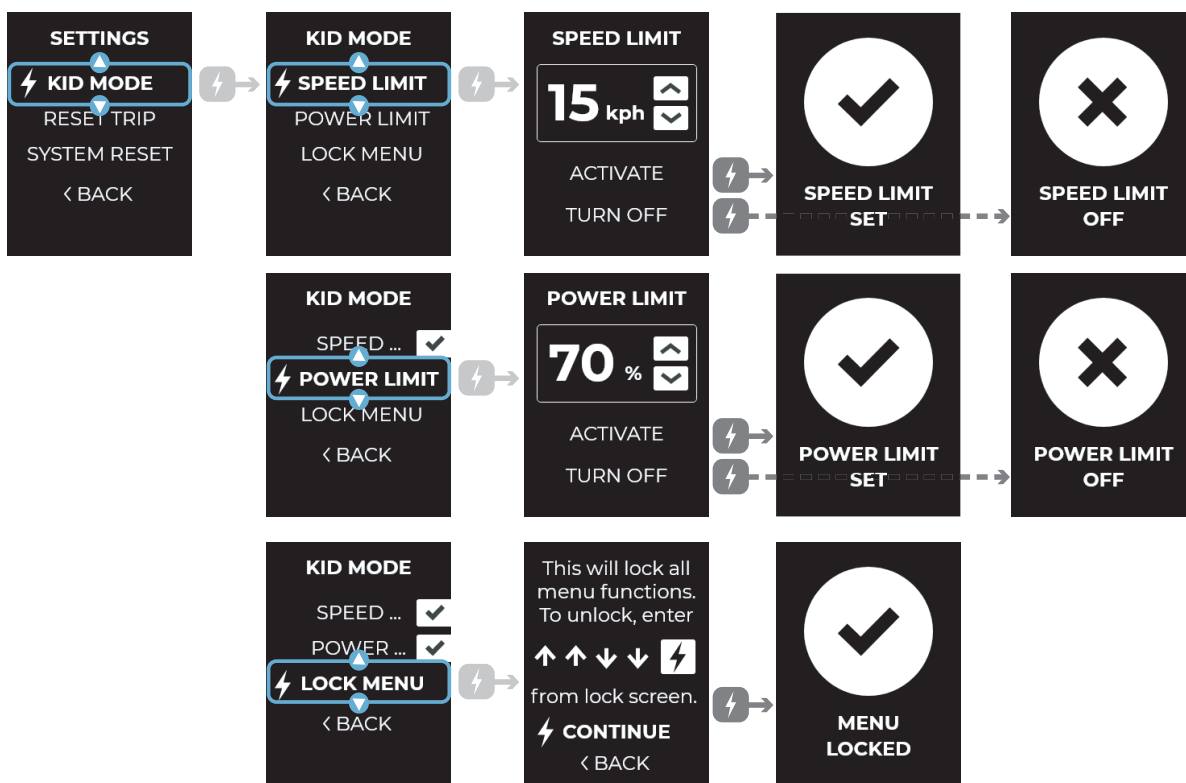 SETTINGS
KID MODE
RESET TRIP
SYSTEM RESET
< BACK
KID MODE
SPEED LIMIT
POWER LIMIT
LOCK MENU
< BACK
SPEED LIMIT
15 kph
ACTIVATE
TURN OFF
SPEED LIMIT
SET
SPEED LIMIT
OFF
KID MODE
SPEED ...
POWER LIMIT
LOCK MENU
< BACK
POWER LIMIT
70 %
ACTIVATE
TURN OFF
POWER LIMIT
SET
POWER LIMIT
OFF
KID MODE
SPEED ...
POWER ...
LOCK MENU
< BACK
This will lock all
menu functions.
To unlock, enter
↑ ↑ ↓ ↓
from lock screen.
CONTINUE
< BACK
MENU
LOCKED